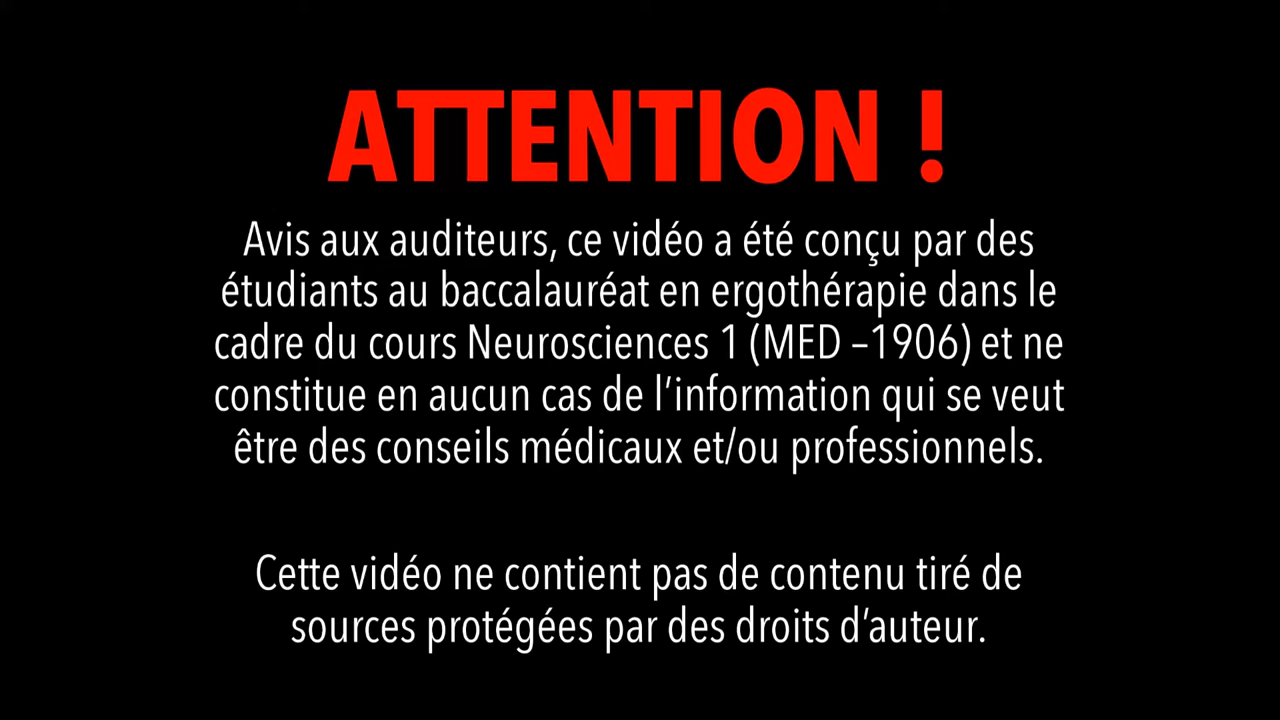 ATTENTION !
Avis aux auditeurs, ce vidéo a été conçu par des
étudiants au baccalauréat en ergothérapie dans le
cadre du cours Neurosciences 1 (MED –1906) et ne
constitue en aucun cas de l’information qui se veut
être des conseils médicaux et/ou professionnels.
Cette vidéo ne contient pas de contenu tiré de
sources protégées par des droits d’auteur.